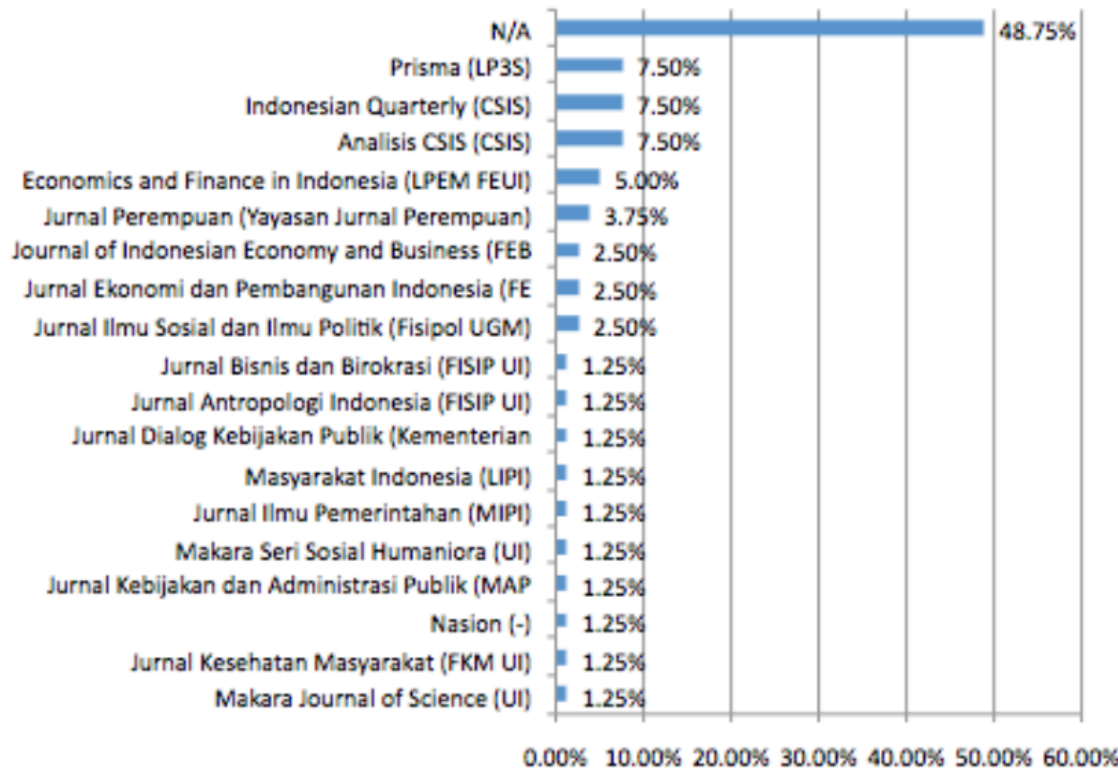 N/A 48.75%
Prisma (LP3S) 7.50%
Indonesian Quarterly (CSIS) 7.50%
Analisis CSIS (CSIS) 7.50%
Economics and Finance in Indonesia (LPEM FEUI) 5.00%
Jurnal Perempuan (Yayasan Jurnal Perempuan) 3.75%
Journal of Indonesian Economy and Business (FEB 2.50%
Jurnal Ekonomi dan Pembangunan Indonesia (FE 2.50%
Jurnal Ilmu Sosial dan Ilmu Politik (Fisipol UGM) 2.50%
Jurnal Bisnis dan Birokrasi (FISIP UI) 1.25%
Jurnal Antropologi Indonesia (FISIP UI) 1.25%
Jurnal Dialog Kebijakan Publik (Kementerian 1.25%
Masyarakat Indonesia (LIPI) 1.25%
Jurnal Ilmu Pemerintahan (MIPI) 1.25%
Makara Seri Sosial Humaniora (UI) 1.25%
Jurnal Kebijakan dan Administrasi Publik (MAP 1.25%
Nasion (-) 1.25%
Jurnal Kesehatan Masyarakat (FKM UI) 1.25%
Makara Journal of Science (UI) 1.25%
0.00% 10.00% 20.00% 30.00% 40.00% 50.00% 60.00%